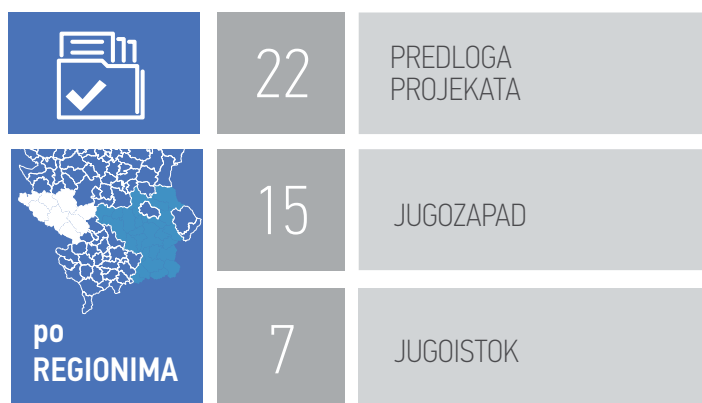 22
PREDLOGA
PROJEKATA
15
JUGOZAPAD
po
REGIONIMA
7
JUGOISTOK